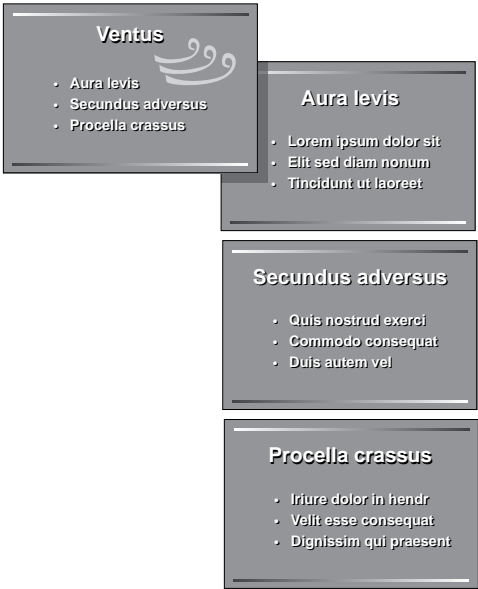 Ventus
• Aura levis
• Secundus adversus
• Procella crassus
Aura levis
• Lorem ipsum dolor sit
• Elit sed diam nonum
• Tincidunt ut laoreet
Secundus adversus
• Quis nostrud exerci
• Commodo consequat
• Duis autem vel
Procella crassus
• Iriure dolor in hendr
• Velit esse consequat
• Dignissim qui praesent